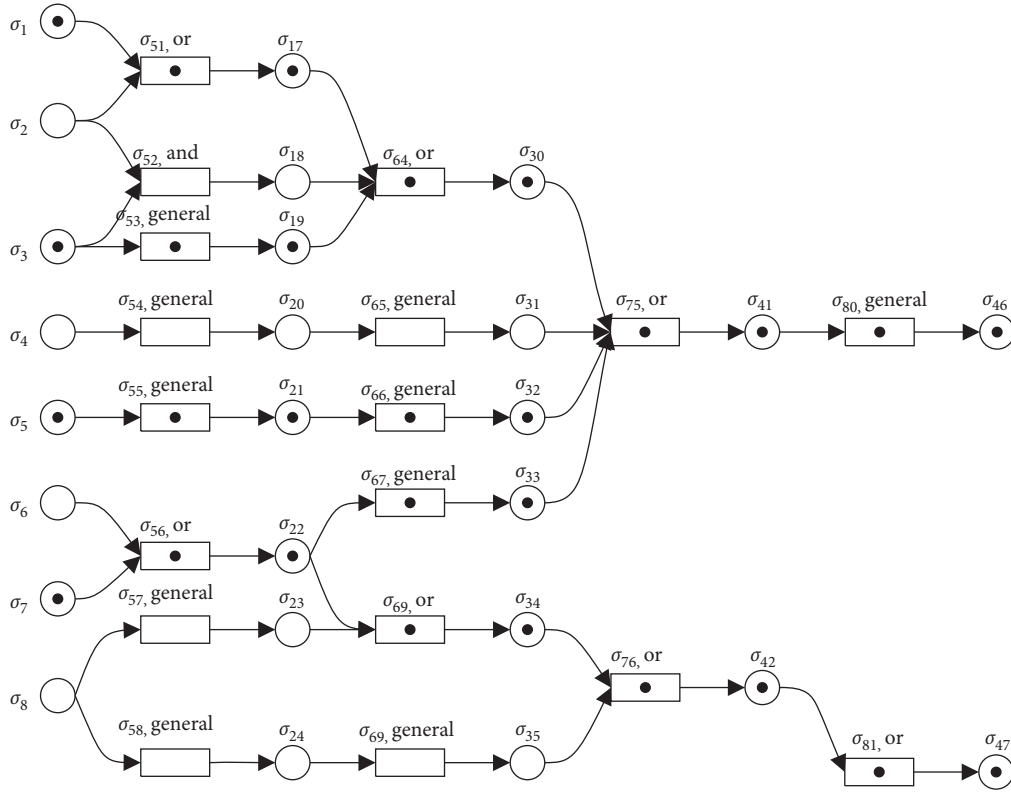 σ1
σ51, or
σ17
σ2
σ52, and
σ18
σ64, or
σ30
σ53, general
σ19
σ3
σ54, general
σ20
σ65, general
σ31
σ75, or
σ41
σ80, general
σ46
σ4
σ55, general
σ21
σ66, general
σ32
σ5
σ67, general
σ33
σ6
σ56, or
σ22
σ7
σ57, general
σ23
σ69, or
σ34
σ76, or
σ42
σ8
σ58, general
σ24
σ69, general
σ35
σ81, or
σ47